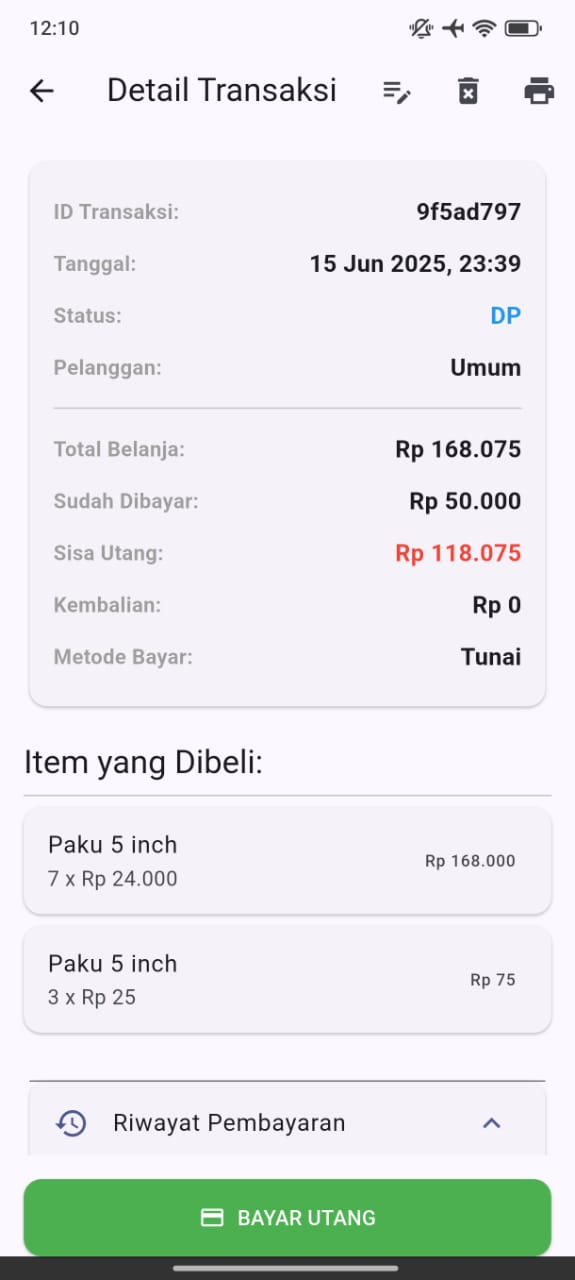 12:10
Detail Transaksi
ID Transaksi: 9f5ad797
Tanggal: 15 Jun 2025, 23:39
Status: DP
Pelanggan: Umum
Total Belanja: Rp 168.075
Sudah Dibayar: Rp 50.000
Sisa Utang: Rp 118.075
Kembalian: Rp 0
Metode Bayar: Tunai
Item yang Dibeli:
Paku 5 inch
7 x Rp 24.000
Rp 168.000
Paku 5 inch
3 x Rp 25
Rp 75
Riwayat Pembayaran
BAYAR UTANG